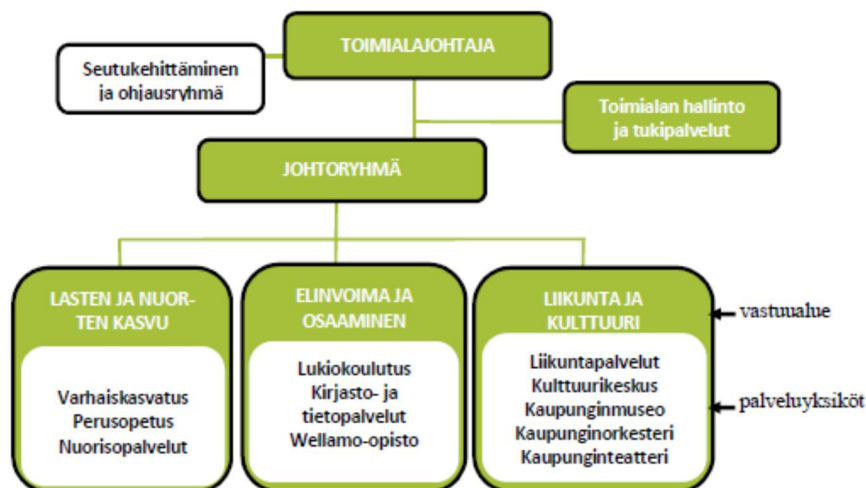 TOIMIALAJOHTAJA
Seutukehittäminen
ja ohjausryhmä
Toimialan hallinto
ja tukipalvelut
JOHTORYHMÄ
LASTEN JA NUOR-
TEN KASVU
Varhaiskasvatus
Perusopetus
Nuorisopalvelut
ELINVOIMA JA
OSAAMINEN
Lukiokoulutus
Kirjasto- ja
tietopalvelut
Wellamo-opisto
LIIKUNTA JA
KULTTUURI
Liikuntapalvelut
Kulttuurikeskus
Kaupunginmuseo
Kaupunginorkesteri
Kaupunginteatteri
vastuualue
palveluyksiköt